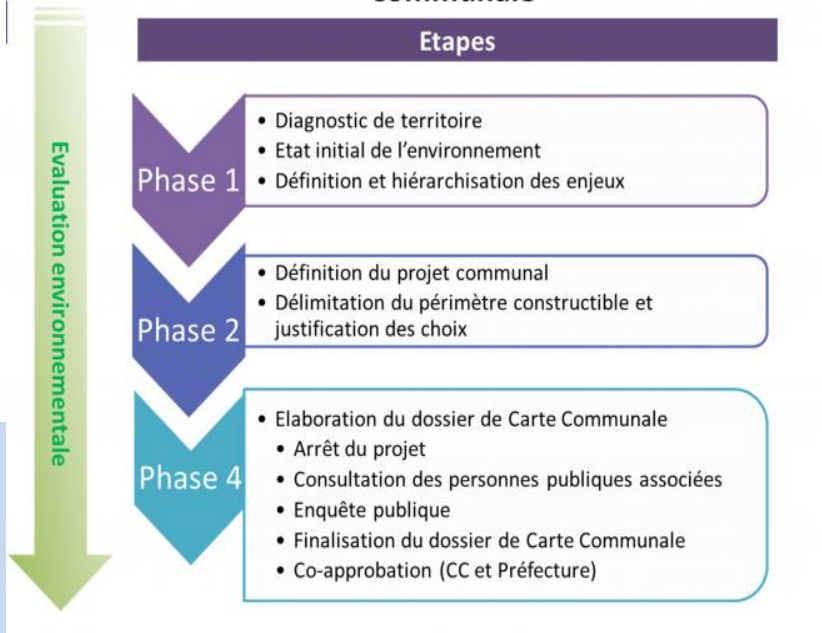 Etapes
Evaluation environnementale
Phase 1
• Diagnostic de territoire
• Etat initial de l'environnement
• Définition et hiérarchisation des enjeux
Phase 2
• Définition du projet communal
• Délimitation du périmètre constructible et
justification des choix
Phase 4
• Elaboration du dossier de Carte Communale
• Arrêt du projet
• Consultation des personnes publiques associées
• Enquête publique
• Finalisation du dossier de Carte Communale
• Co-approbation (CC et Préfecture)